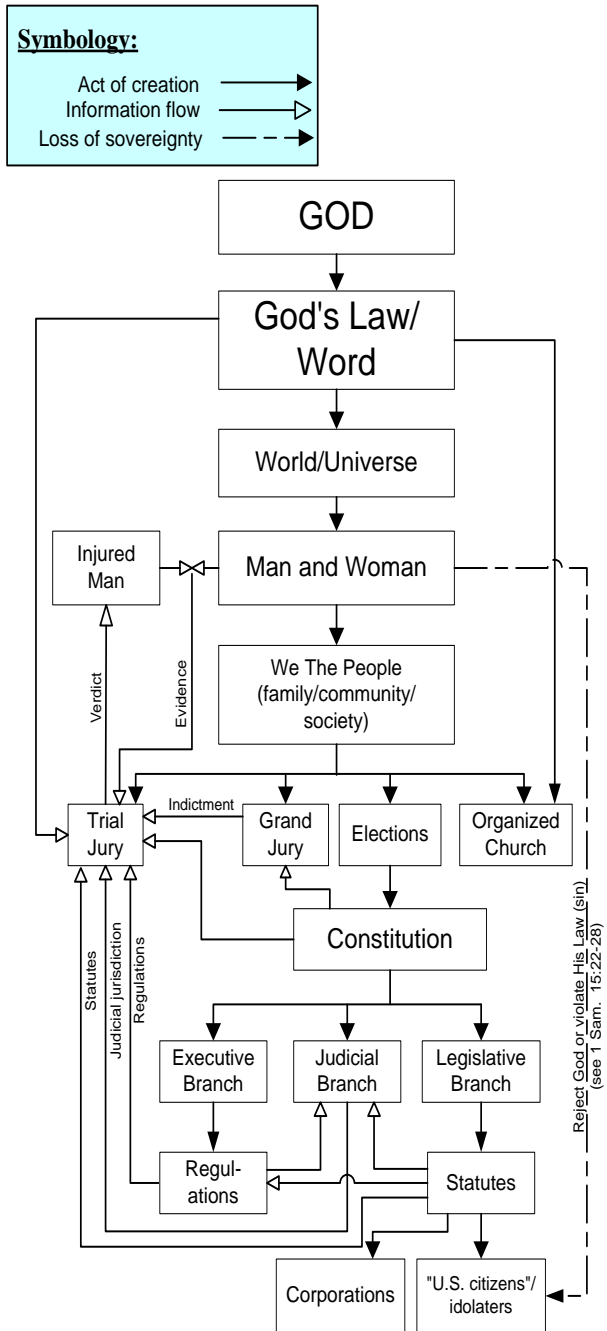 Symbology:
Act of creation
Information flow
Loss of sovereignty
GOD
God's Law/
Word
World/Universe
Injured
Man
Man and Woman
We The People
(family/community/
society)
Verdict
Evidence
Indictment
Trial
Jury
Grand
Jury
Elections
Organized
Church
Constitution
Statutes
Judicial jurisdiction
Regulations
Executive
Branch
Judicial
Branch
Legislative
Branch
Regul-
ations
Statutes
Corporations
"U.S. citizens"/
idolaters
Reject God or violate His Law (sin)
(see 1 Sam. 15:22-28)